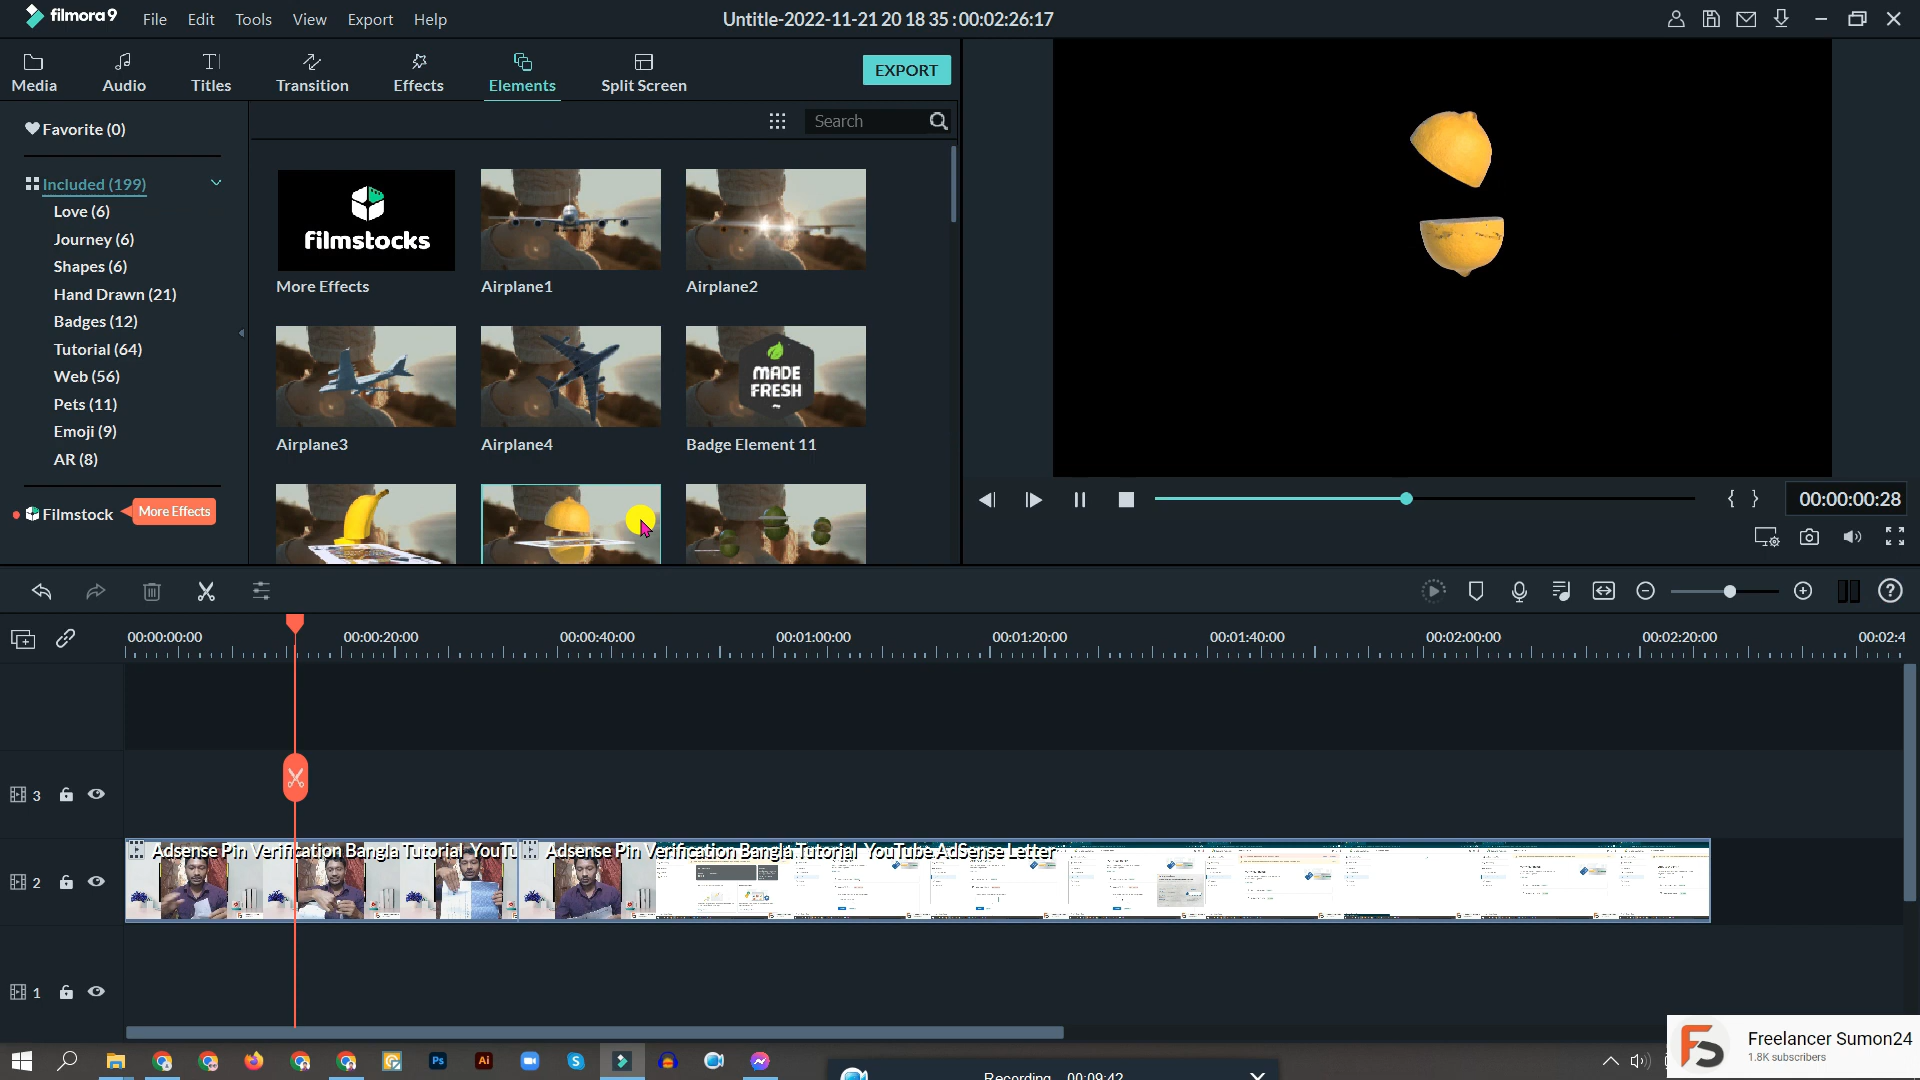 filmora9
File Edit Tools View Export Help
Untitle-2022-11-21 20 18 35 : 00:02:26:17
Media Audio Titles Transition Effects Elements Split Screen
EXPORT
Favorite (0)
Search
Included (199)
Love (6)
Journey (6)
Shapes (6)
Hand Drawn (21)
Badges (12)
Tutorial (64)
Web (56)
Pets (11)
Emoji (9)
AR (8)
Filmstock More Effects
filmstocks
More Effects Airplane1 Airplane2
MADE
FRESH
Airplane3 Airplane4 Badge Element 11
00:00:00:28
00:00:00:00 00:00:20:00 00:00:40:00 00:01:00:00 00:01:20:00 00:01:40:00 00:02:00:00 00:02:20:00 00:02:4
3
Adsense Pin Verification Bangla Tutorial YouTu Adsense Pin Verification Bangla Tutorial YouTube AdSense Letter
2
1
Freelancer Sumon24
1.8K subscribers
Ps Ai
Recording 00:09:42